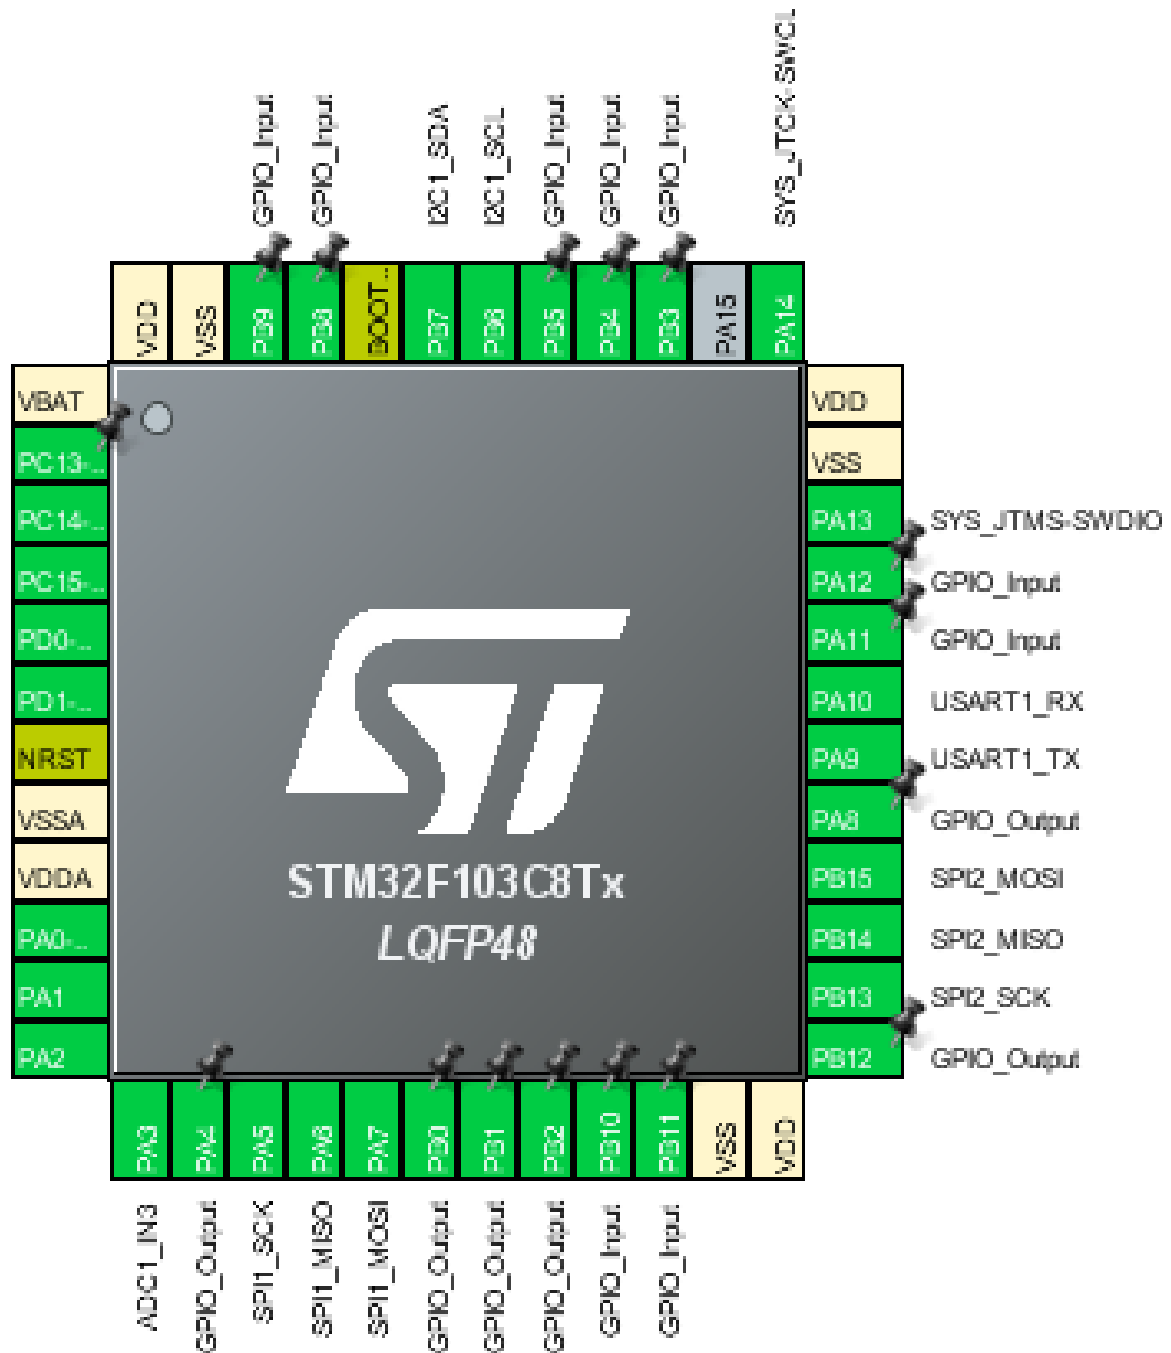 GPIO_Input
GPIO_Input
I2C1_SDA
I2C1_SCL
GPIO_Input
GPIO_Input
GPIO_Input
SYS_JTCK-SWCL
VDD
VSS
PB9
PB8
BOOT...
PB7
PB6
PB5
PB4
PB3
PA15
PA14
VBAT
PC13-...
PC14-...
PC15-...
PD0-...
PD1-...
NRST
VSSA
VDDA
PA0-...
PA1
PA2
STM32F103C8Tx
LQFP48
VDD
VSS
PA13 SYS_JTMS-SWDIO
PA12 GPIO_Input
PA11 GPIO_Input
PA10 USART1_RX
PA9 USART1_TX
PA8 GPIO_Output
PB15 SPI2_MOSI
PB14 SPI2_MISO
PB13 SPI2_SCK
PB12 GPIO_Output
PA3
PA4
PA5
PA6
PA7
PB0
PB1
PB2
PB10
PB11
VSS
VDD
ADC1_IN3
GPIO_Output
SPI1_SCK
SPI1_MISO
SPI1_MOSI
GPIO_Output
GPIO_Output
GPIO_Output
GPIO_Input
GPIO_Input